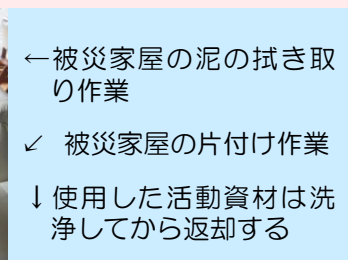 ←被災家屋の泥の拭き取
り作業
↙ 被災家屋の片付け作業
↓使用した活動資材は洗
浄してから返却する